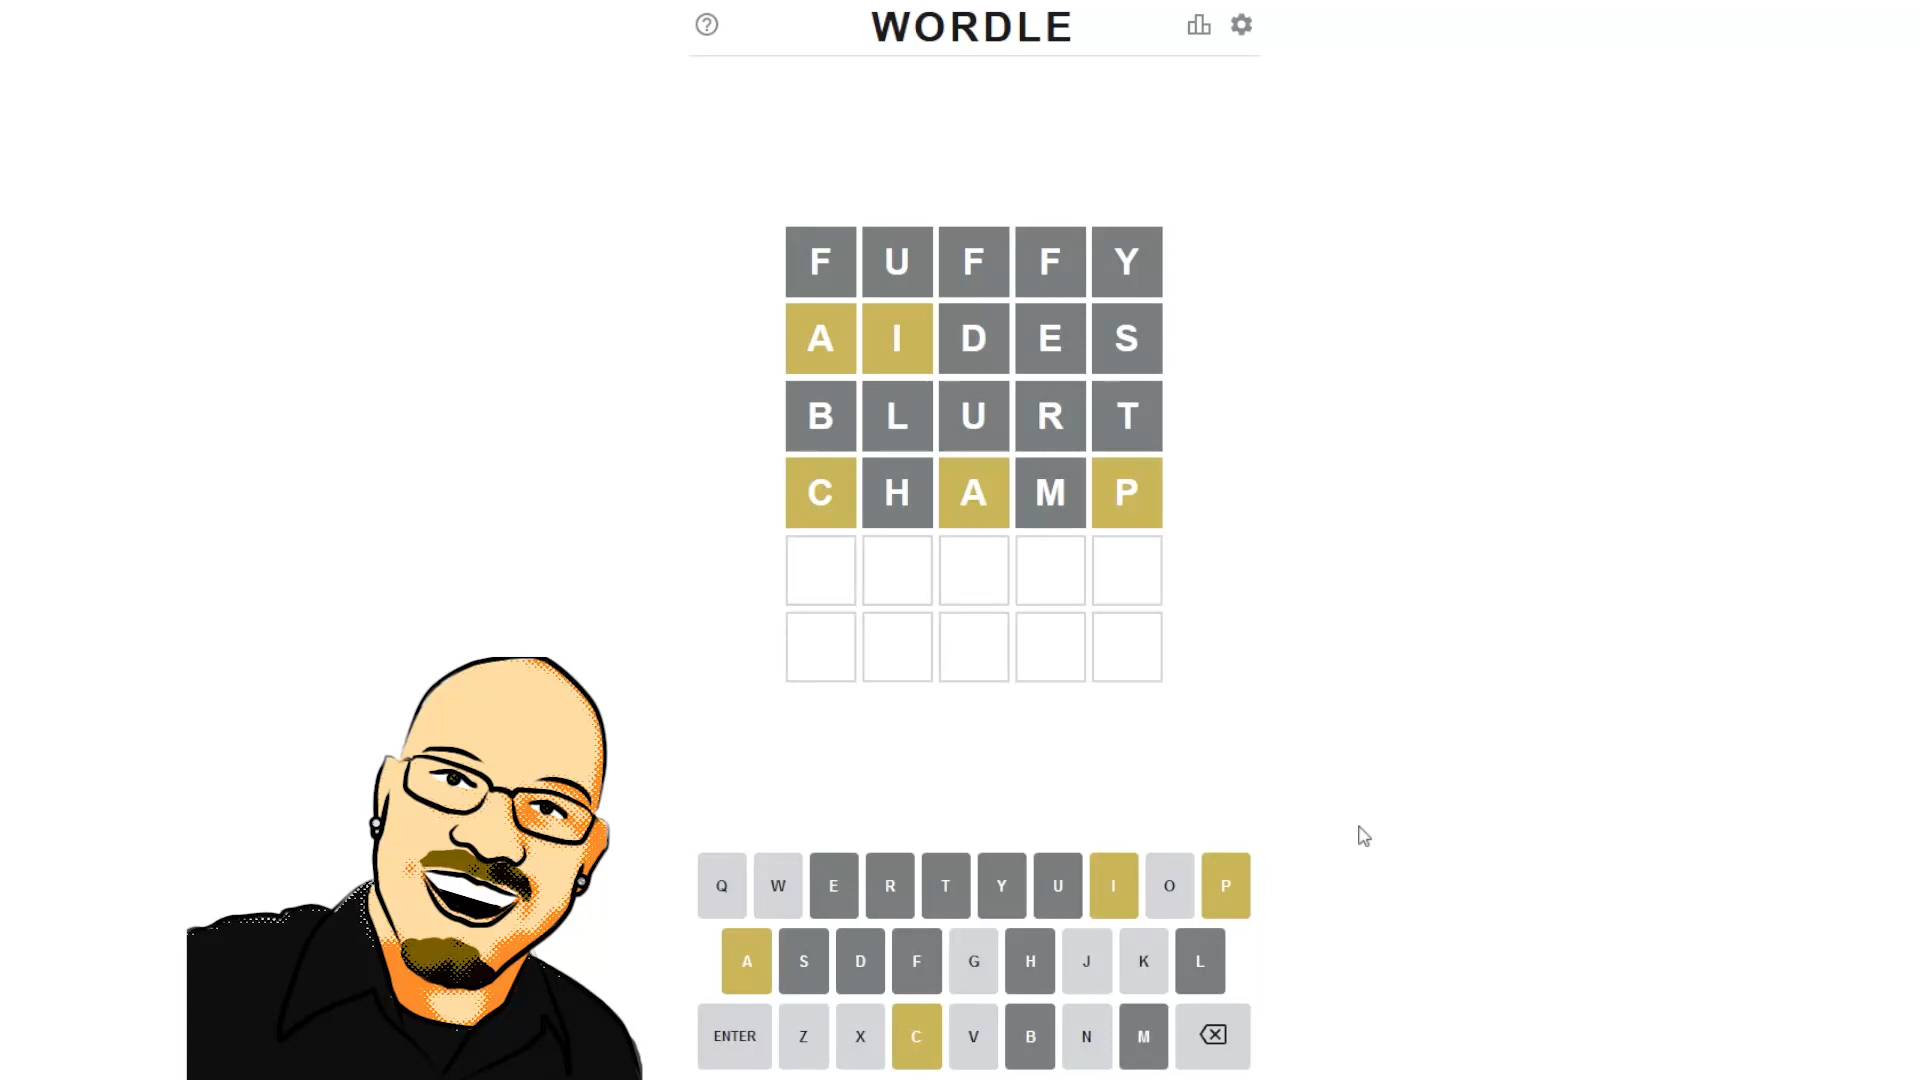 WORDLE
F U F F Y
A I D E S
B L U R T
C H A M P
Q W E R T Y U I O P
A S D F G H J K L
ENTER Z X C V B N M